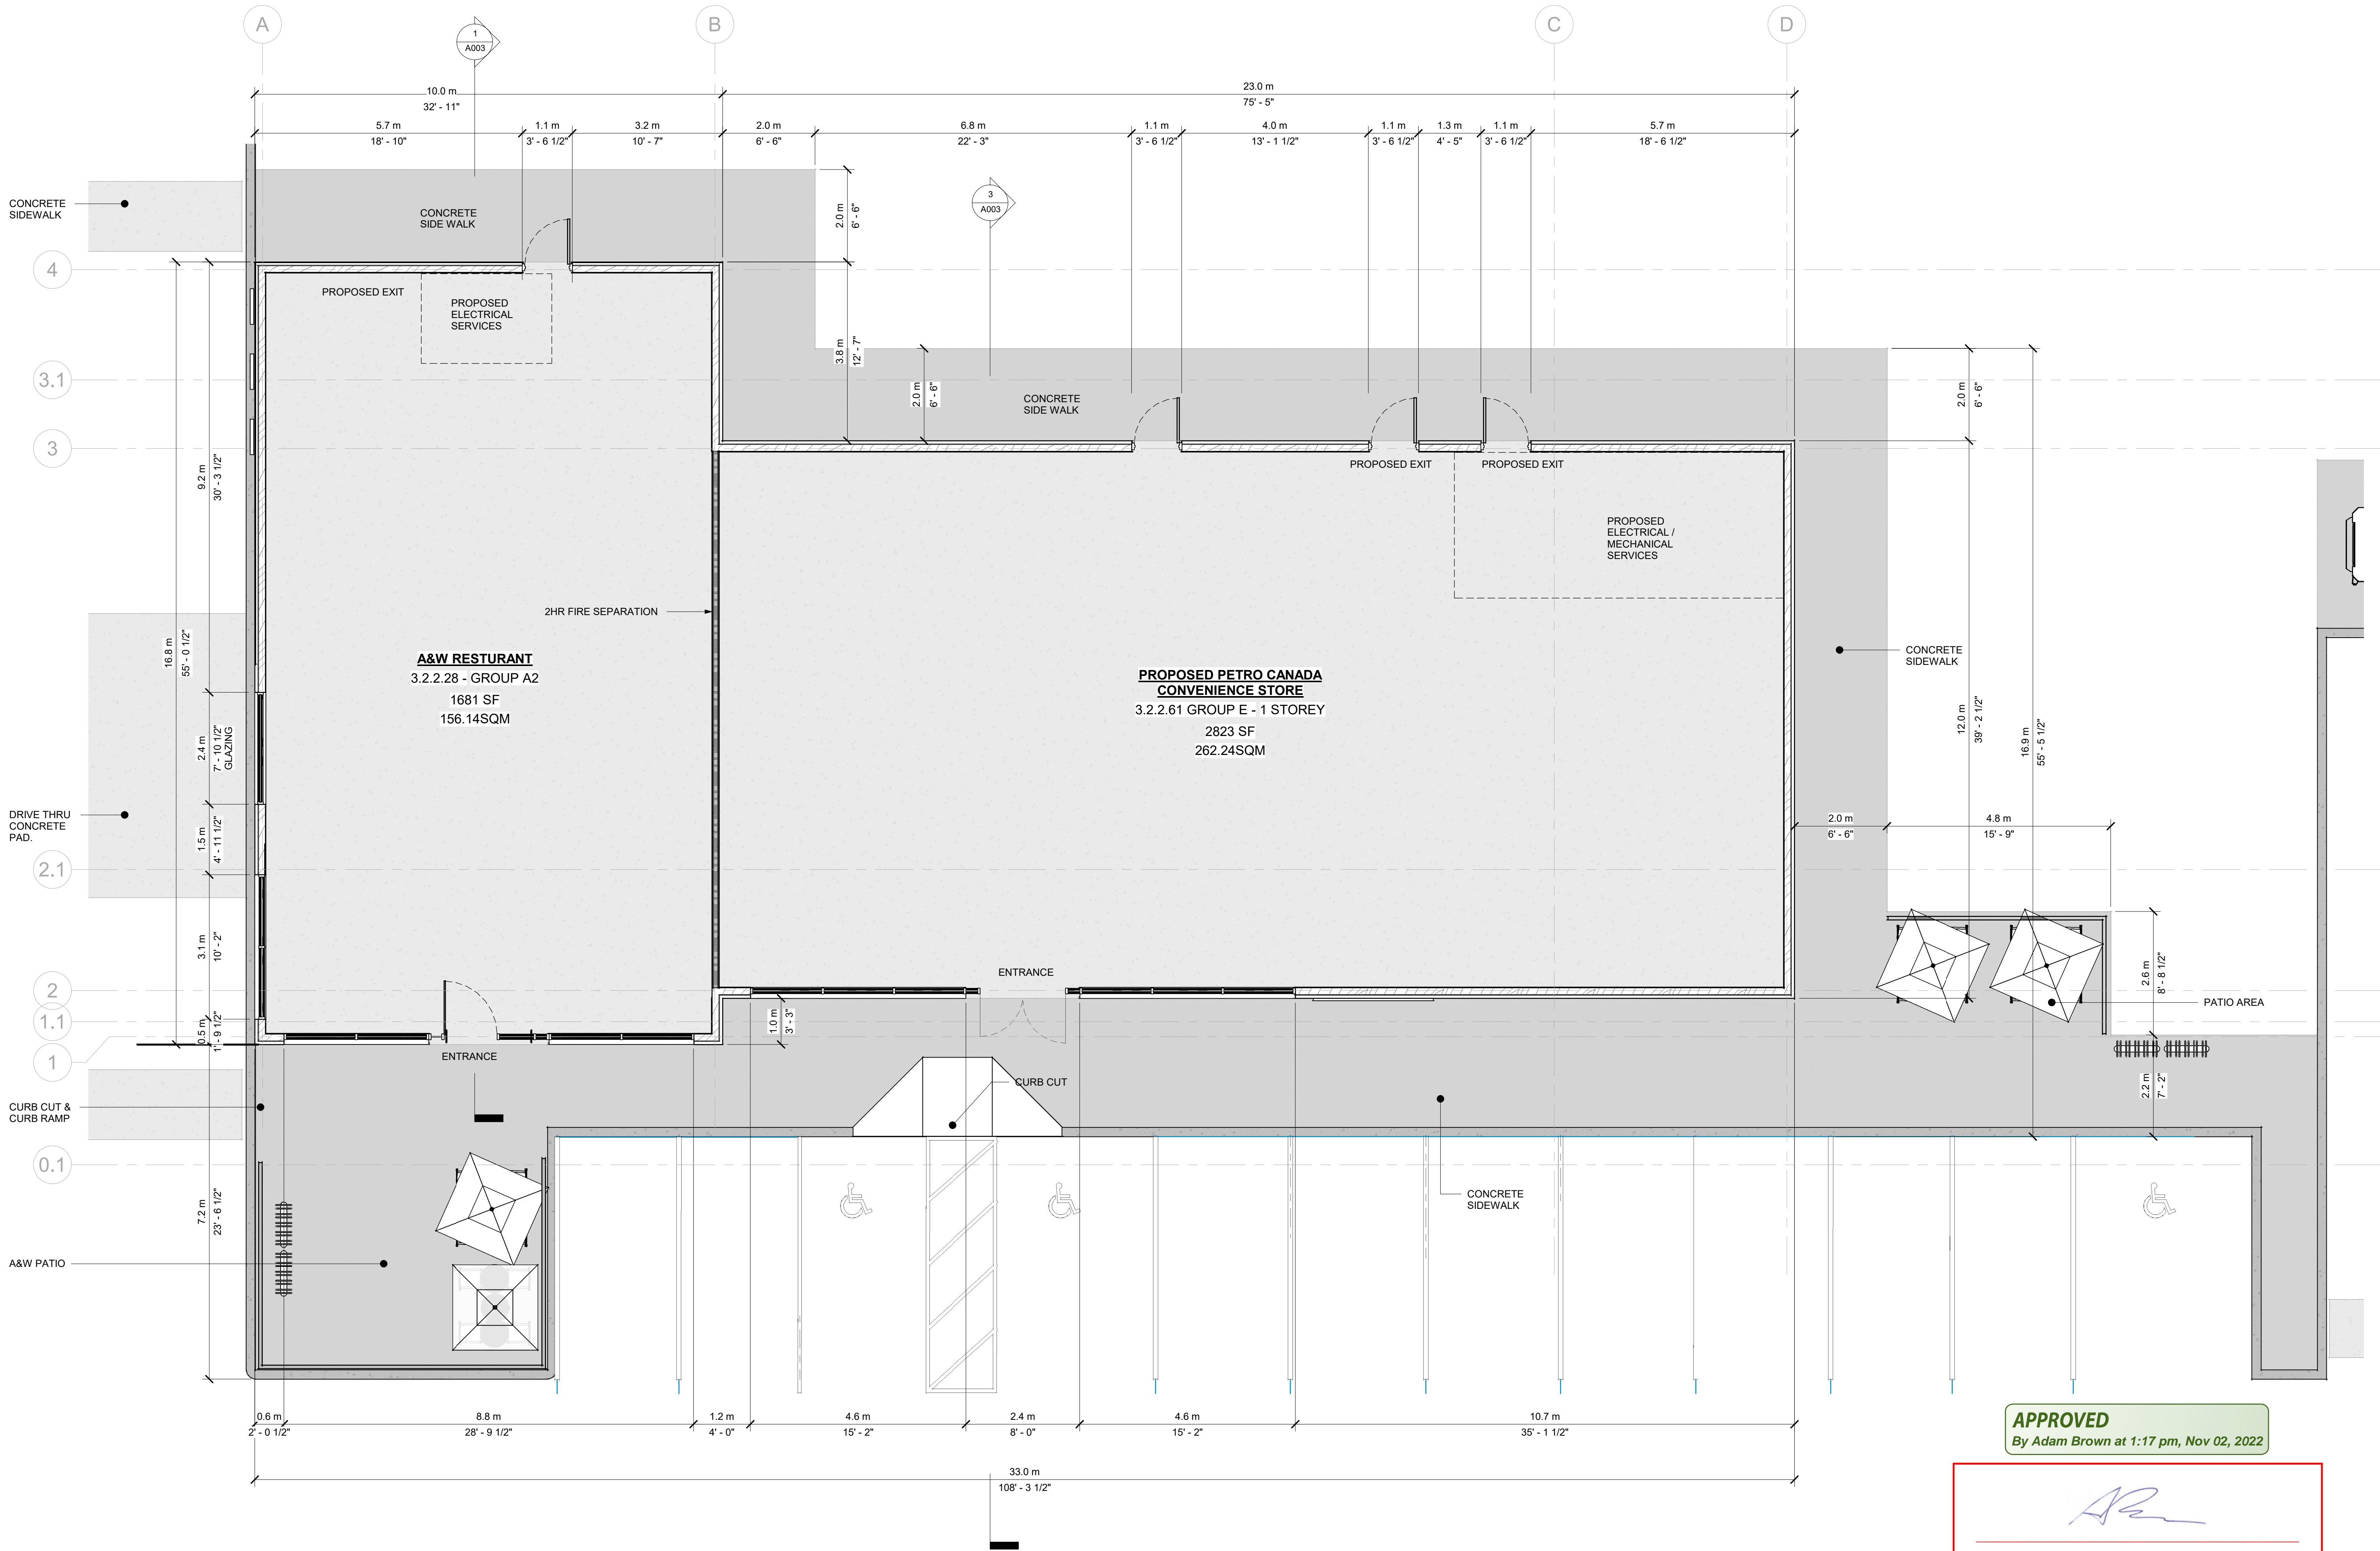 A
B
C
D
1
A003
10.0 m
32' - 11"
23.0 m
75' - 5"
5.7 m
18' - 10"
1.1 m
3' - 6 1/2"
3.2 m
10' - 7"
2.0 m
6' - 6"
6.8 m
22' - 3"
1.1 m
3' - 6 1/2"
4.0 m
13' - 1 1/2"
1.1 m
3' - 6 1/2"
1.3 m
4' - 5"
1.1 m
3' - 6 1/2"
5.7 m
18' - 6 1/2"
CONCRETE
SIDEWALK
CONCRETE
SIDE WALK
2.0 m
6' - 6"
3
A003
4
PROPOSED EXIT
PROPOSED
ELECTRICAL
SERVICES
3.8 m
12' - 7"
3.1
2.0 m
6' - 6"
CONCRETE
SIDE WALK
2.0 m
6' - 6"
3
PROPOSED EXIT
PROPOSED EXIT
9.2 m
30' - 3 1/2"
PROPOSED
ELECTRICAL /
MECHANICAL
SERVICES
2HR FIRE SEPARATION
16.8 m
55' - 0 1/2"
A&W RESTURANT
3.2.2.28 - GROUP A2
1681 SF
156.14SQM
PROPOSED PETRO CANADA
CONVENIENCE STORE
3.2.2.61 GROUP E - 1 STOREY
2823 SF
262.24SQM
CONCRETE
SIDEWALK
12.0 m
39' - 2 1/2"
16.9 m
55' - 5 1/2"
2.4 m
7' - 10 1/2"
GLAZING
DRIVE THRU
CONCRETE
PAD.
1.5 m
4' - 11 1/2"
2.0 m
6' - 6"
4.8 m
15' - 9"
2.1
3.1 m
10' - 2"
2
ENTRANCE
2.6 m
8' - 8 1/2"
PATIO AREA
1.1
0.5 m
1' - 9 1/2"
1.0 m
3' - 3"
1
ENTRANCE
CURB CUT
2.2 m
7' - 2"
CURB CUT &
CURB RAMP
0.1
7.2 m
23' - 6 1/2"
CONCRETE
SIDEWALK
A&W PATIO
0.6 m
2' - 0 1/2"
8.8 m
28' - 9 1/2"
1.2 m
4' - 0"
4.6 m
15' - 2"
2.4 m
8' - 0"
4.6 m
15' - 2"
10.7 m
35' - 1 1/2"
33.0 m
108' - 3 1/2"
APPROVED
By Adam Brown at 1:17 pm, Nov 02, 2022